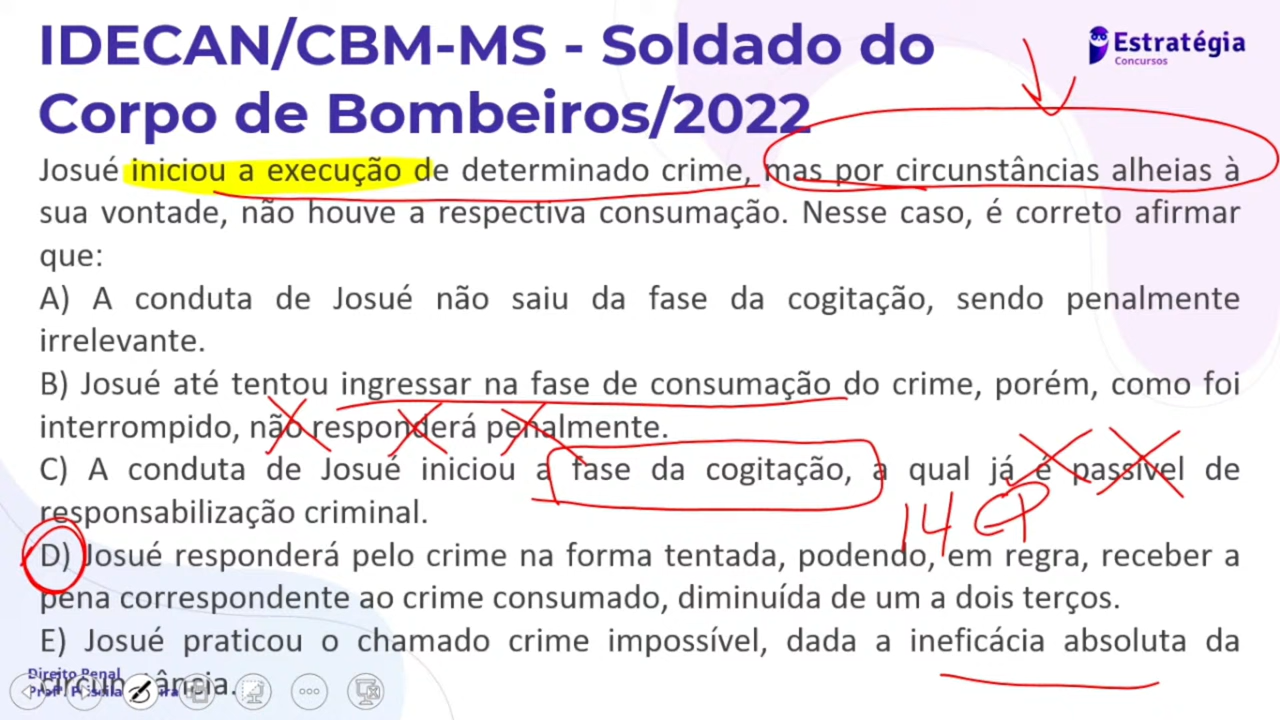 IDECAN/CBM-MS - Soldado do
Corpo de Bombeiros/2022
Estratégia
Concursos
Josué iniciou a execução de determinado crime, mas por circunstâncias alheias à
sua vontade, não houve a respectiva consumação. Nesse caso, é correto afirmar
que:
A) A conduta de Josué não saiu da fase da cogitação, sendo penalmente
irrelevante.
B) Josué até tentou ingressar na fase de consumação do crime, porém, como foi
interrompido, não responderá penalmente.
C) A conduta de Josué iniciou a fase da cogitação, a qual já é passível de
responsabilização criminal.
14 CP
D) Josué responderá pelo crime na forma tentada, podendo, em regra, receber a
pena correspondente ao crime consumado, diminuída de um a dois terços.
E) Josué praticou o chamado crime impossível, dada a ineficácia absoluta da
circunstância.
Direito Penal